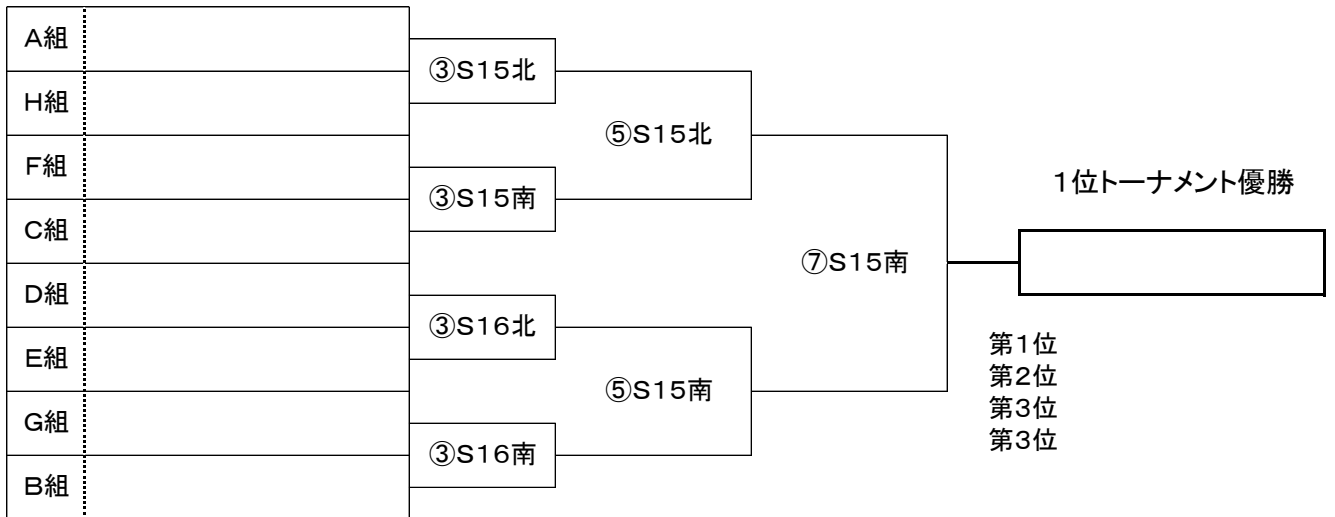 A組
③S15北
H組
⑤S15北
F組
③S15南
1位トーナメント優勝
C組
⑦S15南
D組
③S16北
E組
第1位
⑤S15南
第2位
G組
第3位
③S16南
第3位
B組